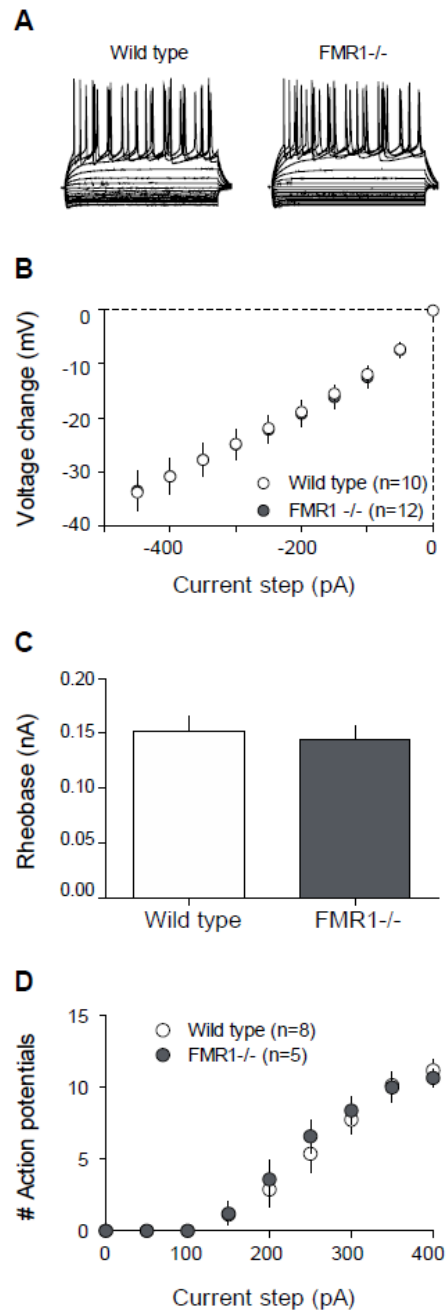 A
Wild type FMR1-/-
B
Voltage change (mV)
0
-10
-20
-30
-40
Wild type (n=10)
FMR1 -/- (n=12)
-400 -200 0
Current step (pA)
C
Rheobase (nA)
0.20
0.15
0.10
0.05
0.00
Wild type FMR1-/-
D
# Action potentials
15
10
5
0
Wild type (n=8)
FMR1-/- (n=5)
0 100 200 300 400
Current step (pA)